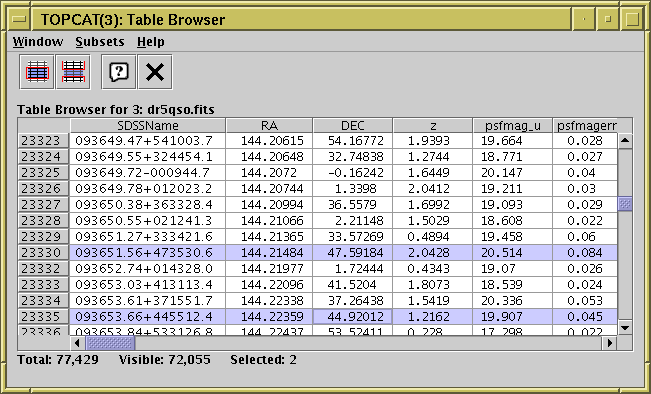 TOPCAT(3): Table Browser
Window Subsets Help
Table Browser for 3: dr5qso.fits
SDSSName RA DEC z psfmag_u psfmagerr
23323 093649.47+541003.7 144.20615 54.16772 1.9393 19.664 0.028
23324 093649.55+324454.1 144.20648 32.74838 1.2744 18.771 0.027
23325 093649.72-000944.7 144.2072 -0.16242 1.6449 20.147 0.04
23326 093649.78+012023.2 144.20744 1.3398 2.0412 19.211 0.03
23327 093650.38+363328.4 144.20994 36.5579 1.6992 19.093 0.029
23328 093650.55+021241.3 144.21066 2.21148 1.5029 18.608 0.022
23329 093651.27+333421.6 144.21365 33.57269 0.4894 19.458 0.06
23330 093651.56+473530.6 144.21484 47.59184 2.0428 20.514 0.084
23332 093652.74+014328.0 144.21977 1.72444 0.4343 19.07 0.026
23333 093653.03+413113.4 144.22096 41.5204 1.8073 18.539 0.024
23334 093653.61+371551.7 144.22338 37.26438 1.5419 20.336 0.053
23335 093653.66+445512.4 144.22359 44.92012 1.2162 19.907 0.045
23336 093653.84+533126.8 144.22437 53.52411 0.228 17.298 0.022
Total: 77,429 Visible: 72,055 Selected: 2